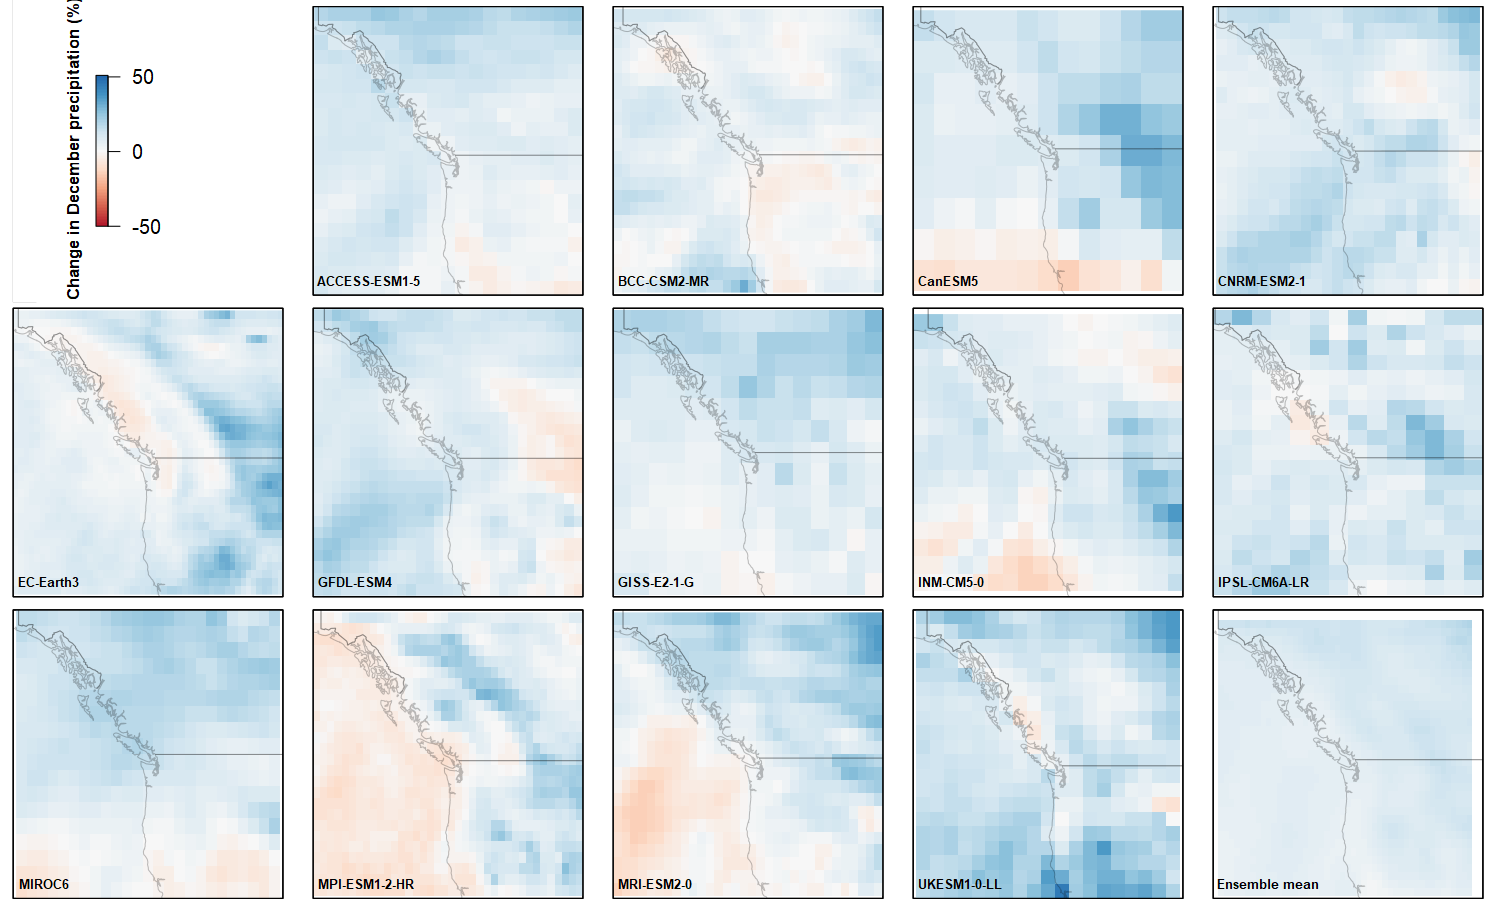 Change in December precipitation (%)
50
0
-50
ACCESS-ESM1-5
BCC-CSM2-MR
CanESM5
CNRM-ESM2-1
EC-Earth3
GFDL-ESM4
GISS-E2-1-G
INM-CM5-0
IPSL-CM6A-LR
MIROC6
MPI-ESM1-2-HR
MRI-ESM2-0
UKESM1-0-LL
Ensemble mean